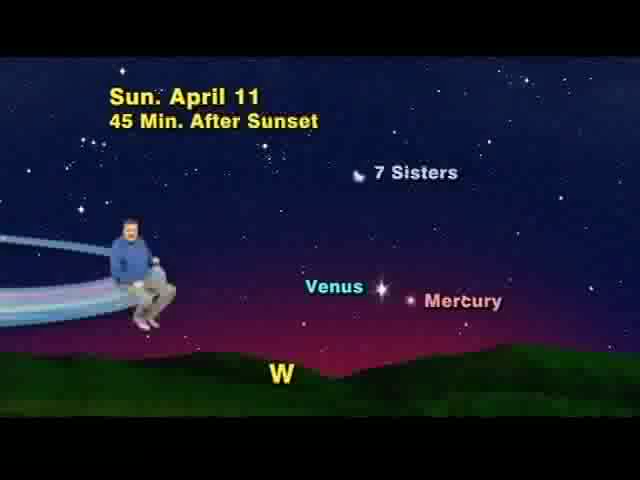 Sun. April 11
45 Min. After Sunset
7 Sisters
Venus
Mercury
W